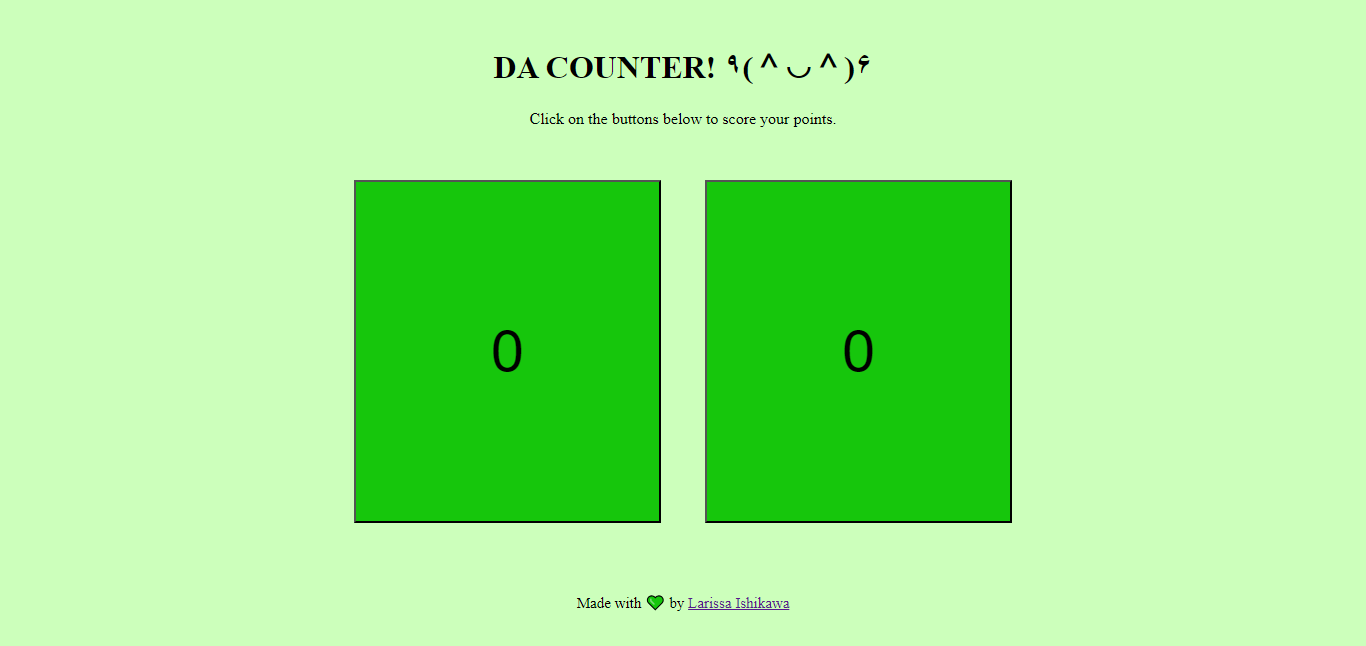 DA COUNTER! ٩(＾◡＾)۶
Click on the buttons below to score your points.
0 0
Made with 💚 by Larissa Ishikawa